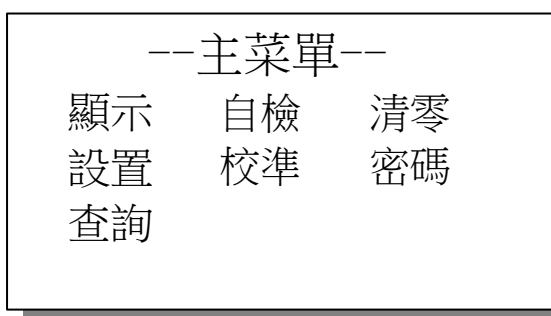 --主菜單--
顯示 自檢 清零
設置 校準 密碼
查詢